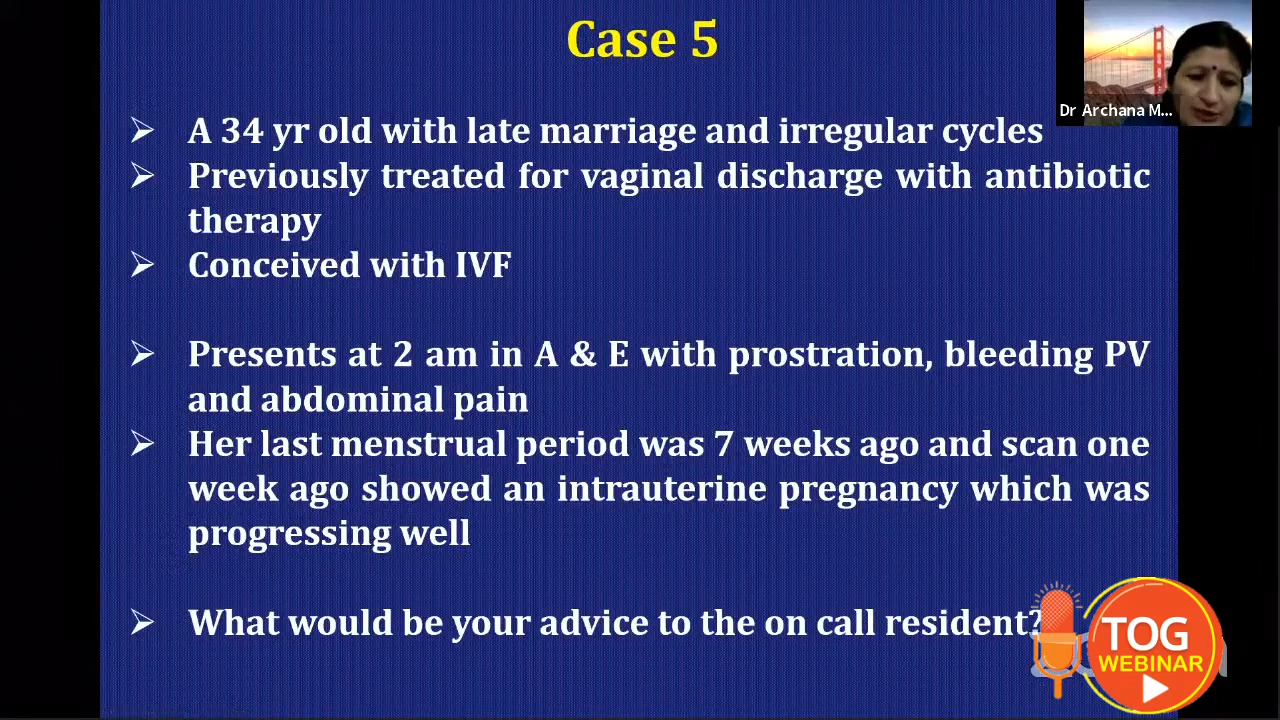 Case 5
Dr Archana M...
A 34 yr old with late marriage and irregular cycles
Previously treated for vaginal discharge with antibiotic
therapy
Conceived with IVF
Presents at 2 am in A & E with prostration, bleeding PV
and abdominal pain
Her last menstrual period was 7 weeks ago and scan one
week ago showed an intrauterine pregnancy which was
progressing well
What would be your advice to the on call resident?
TOG
WEBINAR